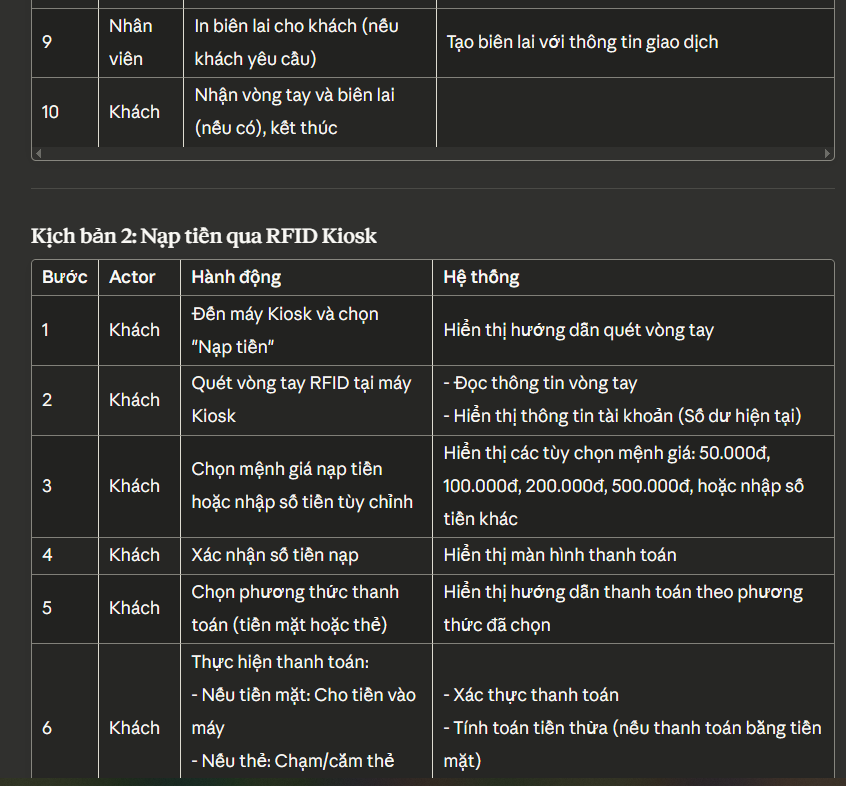 9 Nhân viên In biên lai cho khách (nếu khách yêu cầu) Tạo biên lai với thông tin giao dịch
10 Khách Nhận vòng tay và biên lai (nếu có), kết thúc
Kịch bản 2: Nạp tiền qua RFID Kiosk
Bước Actor Hành động Hệ thống
1 Khách Đến máy Kiosk và chọn "Nạp tiền" Hiển thị hướng dẫn quét vòng tay
2 Khách Quét vòng tay RFID tại máy Kiosk - Đọc thông tin vòng tay
- Hiển thị thông tin tài khoản (Số dư hiện tại)
3 Khách Chọn mệnh giá nạp tiền hoặc nhập số tiền tùy chỉnh Hiển thị các tùy chọn mệnh giá: 50.000đ, 100.000đ, 200.000đ, 500.000đ, hoặc nhập số tiền khác
4 Khách Xác nhận số tiền nạp Hiển thị màn hình thanh toán
5 Khách Chọn phương thức thanh toán (tiền mặt hoặc thẻ) Hiển thị hướng dẫn thanh toán theo phương thức đã chọn
6 Khách Thực hiện thanh toán:
- Nếu tiền mặt: Cho tiền vào máy
- Nếu thẻ: Chạm/cắm thẻ
- Xác thực thanh toán
- Tính toán tiền thừa (nếu thanh toán bằng tiền mặt)